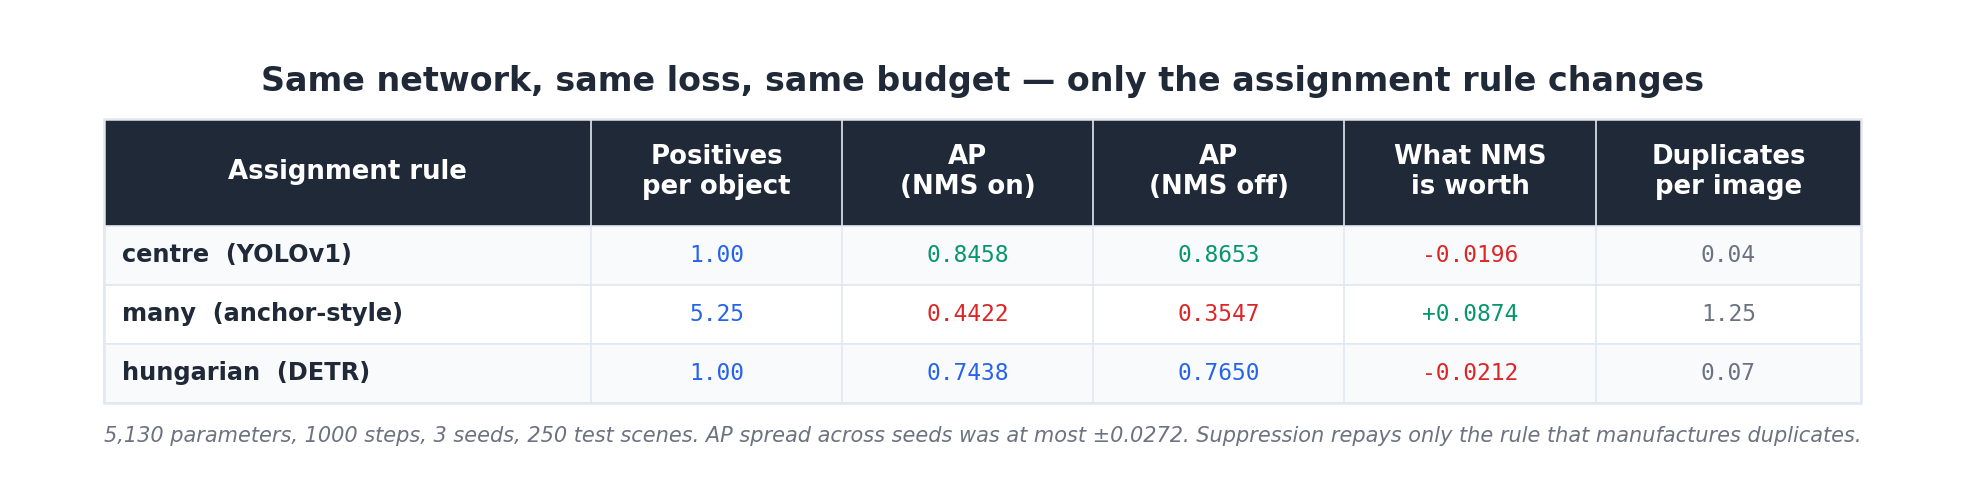 Same network, same loss, same budget — only the assignment rule changes
Assignment rule
Positives per object
AP (NMS on)
AP (NMS off)
What NMS is worth
Duplicates per image
centre (YOLOv1) 1.00 0.8458 0.8653 -0.0196 0.04
many (anchor-style) 5.25 0.4422 0.3547 +0.0874 1.25
hungarian (DETR) 1.00 0.7438 0.7650 -0.0212 0.07
5,130 parameters, 1000 steps, 3 seeds, 250 test scenes. AP spread across seeds was at most ±0.0272. Suppression repays only the rule that manufactures duplicates.